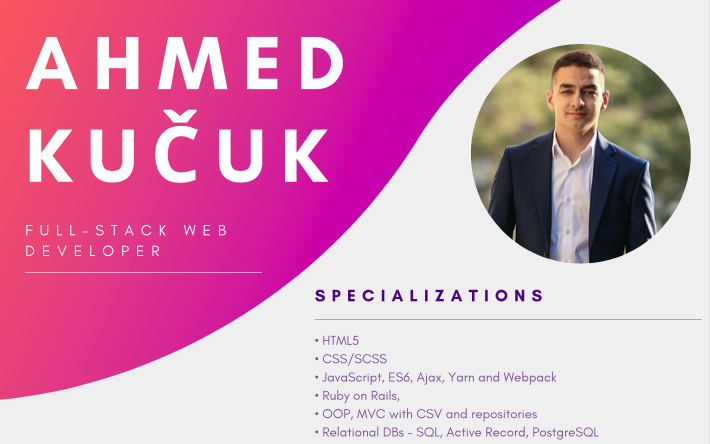 AHMED
KUČUK
FULL-STACK WEB
DEVELOPER
SPECIALIZATIONS
• HTML5
• CSS/SCSS
• JavaScript, ES6, Ajax, Yarn and Webpack
• Ruby on Rails,
• OOP, MVC with CSV and repositories
• Relational DBs - SQL, Active Record, PostgreSQL